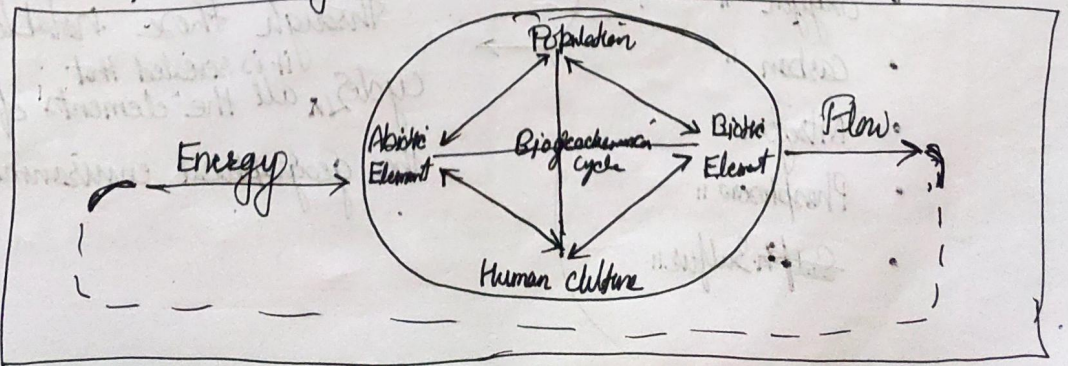 Population
Abiotic
Element
Biogeochemical
Cycle
Biotic
Element
Energy
Flow
Human Culture